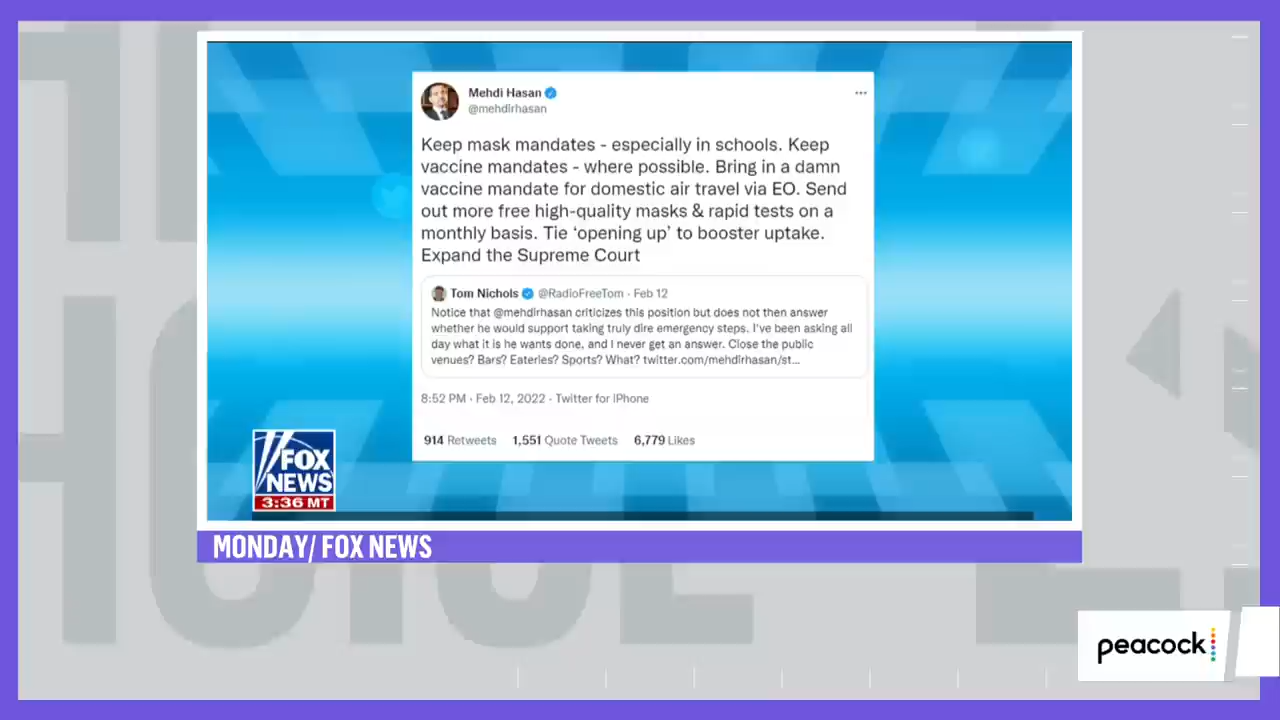 Mehdi Hasan
@mehdirhasan
Keep mask mandates - especially in schools. Keep
vaccine mandates - where possible. Bring in a damn
vaccine mandate for domestic air travel via EO. Send
out more free high-quality masks & rapid tests on a
monthly basis. Tie ‘opening up’ to booster uptake.
Expand the Supreme Court
Tom Nichols @RadioFreeTom · Feb 12
Notice that @mehdirhasan criticizes this position but does not then answer
whether he would support taking truly dire emergency steps. I've been asking all
day what it is he wants done, and I never get an answer. Close the public
venues? Bars? Eateries? Sports? What? twitter.com/mehdirhasan/st...
8:52 PM · Feb 12, 2022 · Twitter for iPhone
914 Retweets 1,551 Quote Tweets 6,779 Likes
FOX
NEWS
3:36 MT
MONDAY/ FOX NEWS
peacock